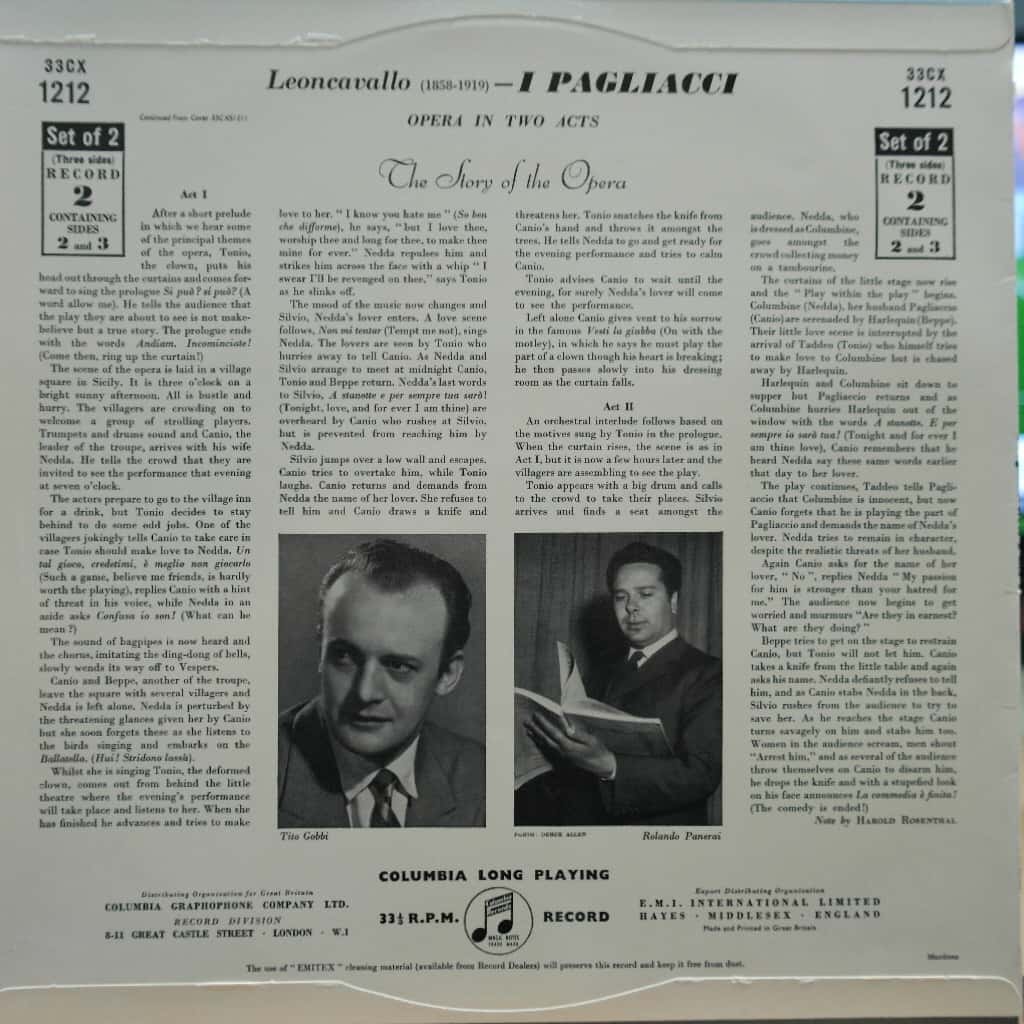 33CX
1212
Leoncavallo (1858-1919) — I PAGLIACCI
33CX
1212
OPERA IN TWO ACTS
Set of 2
(Three sides)
RECORD
2
CONTAINING
SIDES
2 and 3
Set of 2
(Three sides)
RECORD
2
CONTAINING
SIDES
2 and 3
The Story of the Opera
Act I
After a short prelude
in which we hear some
of the principal themes
of the opera, Tonio,
the clown, puts his
head out through the curtains and comes for-
ward to sing the prologue Si può? si può? (A
word allow me). He tells the audience that
the play they are about to see is not make-
believe but a true story. The prologue ends
with the words Andiam. Incominciate!
(Come then, ring up the curtain!)
The scene of the opera is laid in a village
square in Sicily. It is three o'clock on a
bright sunny afternoon. All is bustle and
hurry. The villagers are crowding on to
welcome a group of strolling players.
Trumpets and drums sound and Canio, the
leader of the troupe, arrives with his wife
Nedda. He tells the crowd that they are
invited to see the performance that evening
at seven o'clock.
The actors prepare to go to the village inn
for a drink, but Tonio decides to stay
behind to do some odd jobs. One of the
villagers jokingly tells Canio to take care in
case Tonio should make love to Nedda. Un
tal gioco, credetimi, è meglio non giocarlo
(Such a game, believe me friends, is hardly
worth the playing), replies Canio with a hint
of threat in his voice, while Nedda in an
aside asks Confusa io son! (What can he
mean?)
The sound of bagpipes is now heard and
the chorus, imitating the ding-dong of bells,
slowly wends its way off to Vespers.
Canio and Beppe, another of the troupe,
leave the square with several villagers and
Nedda is left alone. Nedda is perturbed by
the threatening glances given her by Canio
but she soon forgets these as she listens to
the birds singing and embarks on the
Ballatella. (Hui! Stridono lassù).
Whilst she is singing Tonio, the deformed
clown, comes out from behind the little
theatre where the evening's performance
will take place and listens to her. When she
has finished he advances and tries to make
love to her. " I know you hate me " (So ben
che difforme), he says, "but I love thee,
worship thee and long for thee, to make thee
mine for ever." Nedda repulses him and
strikes him across the face with a whip " I
swear I'll be revenged on thee," says Tonio
as he slinks off.
The mood of the music now changes and
Silvio, Nedda's lover enters. A love scene
follows, Non mi tentar (Tempt me not), sings
Nedda. The lovers are seen by Tonio who
hurries away to tell Canio. As Nedda and
Silvio arrange to meet at midnight Canio,
Tonio and Beppe return. Nedda's last words
to Silvio, A stanotte e per sempre tua sarò!
(Tonight, love, and for ever I am thine) are
overheard by Canio who rushes at Silvio,
but is prevented from reaching him by
Nedda.
Silvio jumps over a low wall and escapes.
Canio tries to overtake him, while Tonio
laughs. Canio returns and demands from
Nedda the name of her lover. She refuses to
tell him and Canio draws a knife and
threatens her. Tonio snatches the knife from
Canio's hand and throws it amongst the
trees. He tells Nedda to go and get ready for
the evening performance and tries to calm
Canio.
Tonio advises Canio to wait until the
evening, for surely Nedda's lover will come
to see the performance.
Left alone Canio gives vent to his sorrow
in the famous Vesti la giubba (On with the
motley), in which he says he must play the
part of a clown though his heart is breaking;
he then passes slowly into his dressing
room as the curtain falls.
Act II
An orchestral interlude follows based on
the motives sung by Tonio in the prologue.
When the curtain rises, the scene is as in
Act I, but it is now a few hours later and the
villagers are assembling to see the play.
Tonio appears with a big drum and calls
to the crowd to take their places. Silvio
arrives and finds a seat amongst the
audience. Nedda, who
is dressed as Columbine,
goes amongst the
crowd collecting money
on a tambourine.
The curtains of the little stage now rise
and the " Play within the play " begins.
Columbine (Nedda), her husband Pagliaccio
(Canio) are serenaded by Harlequin (Beppe).
Their little love scene is interrupted by the
arrival of Taddeo (Tonio) who himself tries
to make love to Columbine but is chased
away by Harlequin.
Harlequin and Columbine sit down to
supper but Pagliaccio returns and as
Columbine hurries Harlequin out of the
window with the words A stanotte. E per
sempre io sarò tua! (Tonight and for ever I
am thine love), Canio remembers that he
heard Nedda say these same words earlier
that day to her lover.
The play continues, Taddeo tells Pagli-
accio that Columbine is innocent, but now
Canio forgets that he is playing the part of
Pagliaccio and demands the name of Nedda's
lover. Nedda tries to remain in character,
despite the realistic threats of her husband.
Again Canio asks for the name of her
lover, " No ", replies Nedda " My passion
for him is stronger than your hatred for
me." The audience now begins to get
worried and murmurs "Are they in earnest?
What are they doing? "
Beppe tries to get on the stage to restrain
Canio, but Tonio will not let him. Canio
takes a knife from the little table and again
asks his name. Nedda defiantly refuses to tell
him, and as Canio stabs Nedda in the back,
Silvio rushes from the audience to try to
save her. As he reaches the stage Canio
turns savagely on him and stabs him too.
Women in the audience scream, men shout
"Arrest him," and as several of the audience
throw themselves on Canio to disarm him,
he drops the knife and with a stupefied look
on his face announces La commedia è finita!
(The comedy is ended!)
Note by HAROLD ROSENTHAL
Tito Gobbi
PHOTO: DEREK ALLEN
Rolando Panerai
COLUMBIA LONG PLAYING
33⅓ R.P.M.
RECORD
Columbia
Records
MAGIC NOTES
TRADE MARK
Distributing Organisation for Great Britain
COLUMBIA GRAPHOPHONE COMPANY LTD.
RECORD DIVISION
8-11 GREAT CASTLE STREET · LONDON · W.1
Export Distributing Organisation
E.M.I. INTERNATIONAL LIMITED
HAYES · MIDDLESEX · ENGLAND
Made and Printed in Great Britain
The use of " EMITEX " cleaning material (available from Record Dealers) will preserve this record and keep it free from dust.